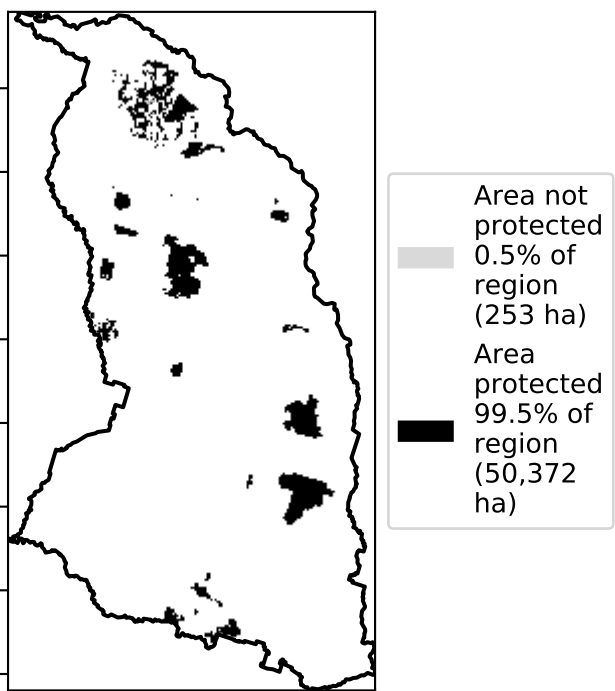 Area not
protected
0.5% of
region
(253 ha)
Area
protected
99.5% of
region
(50,372
ha)